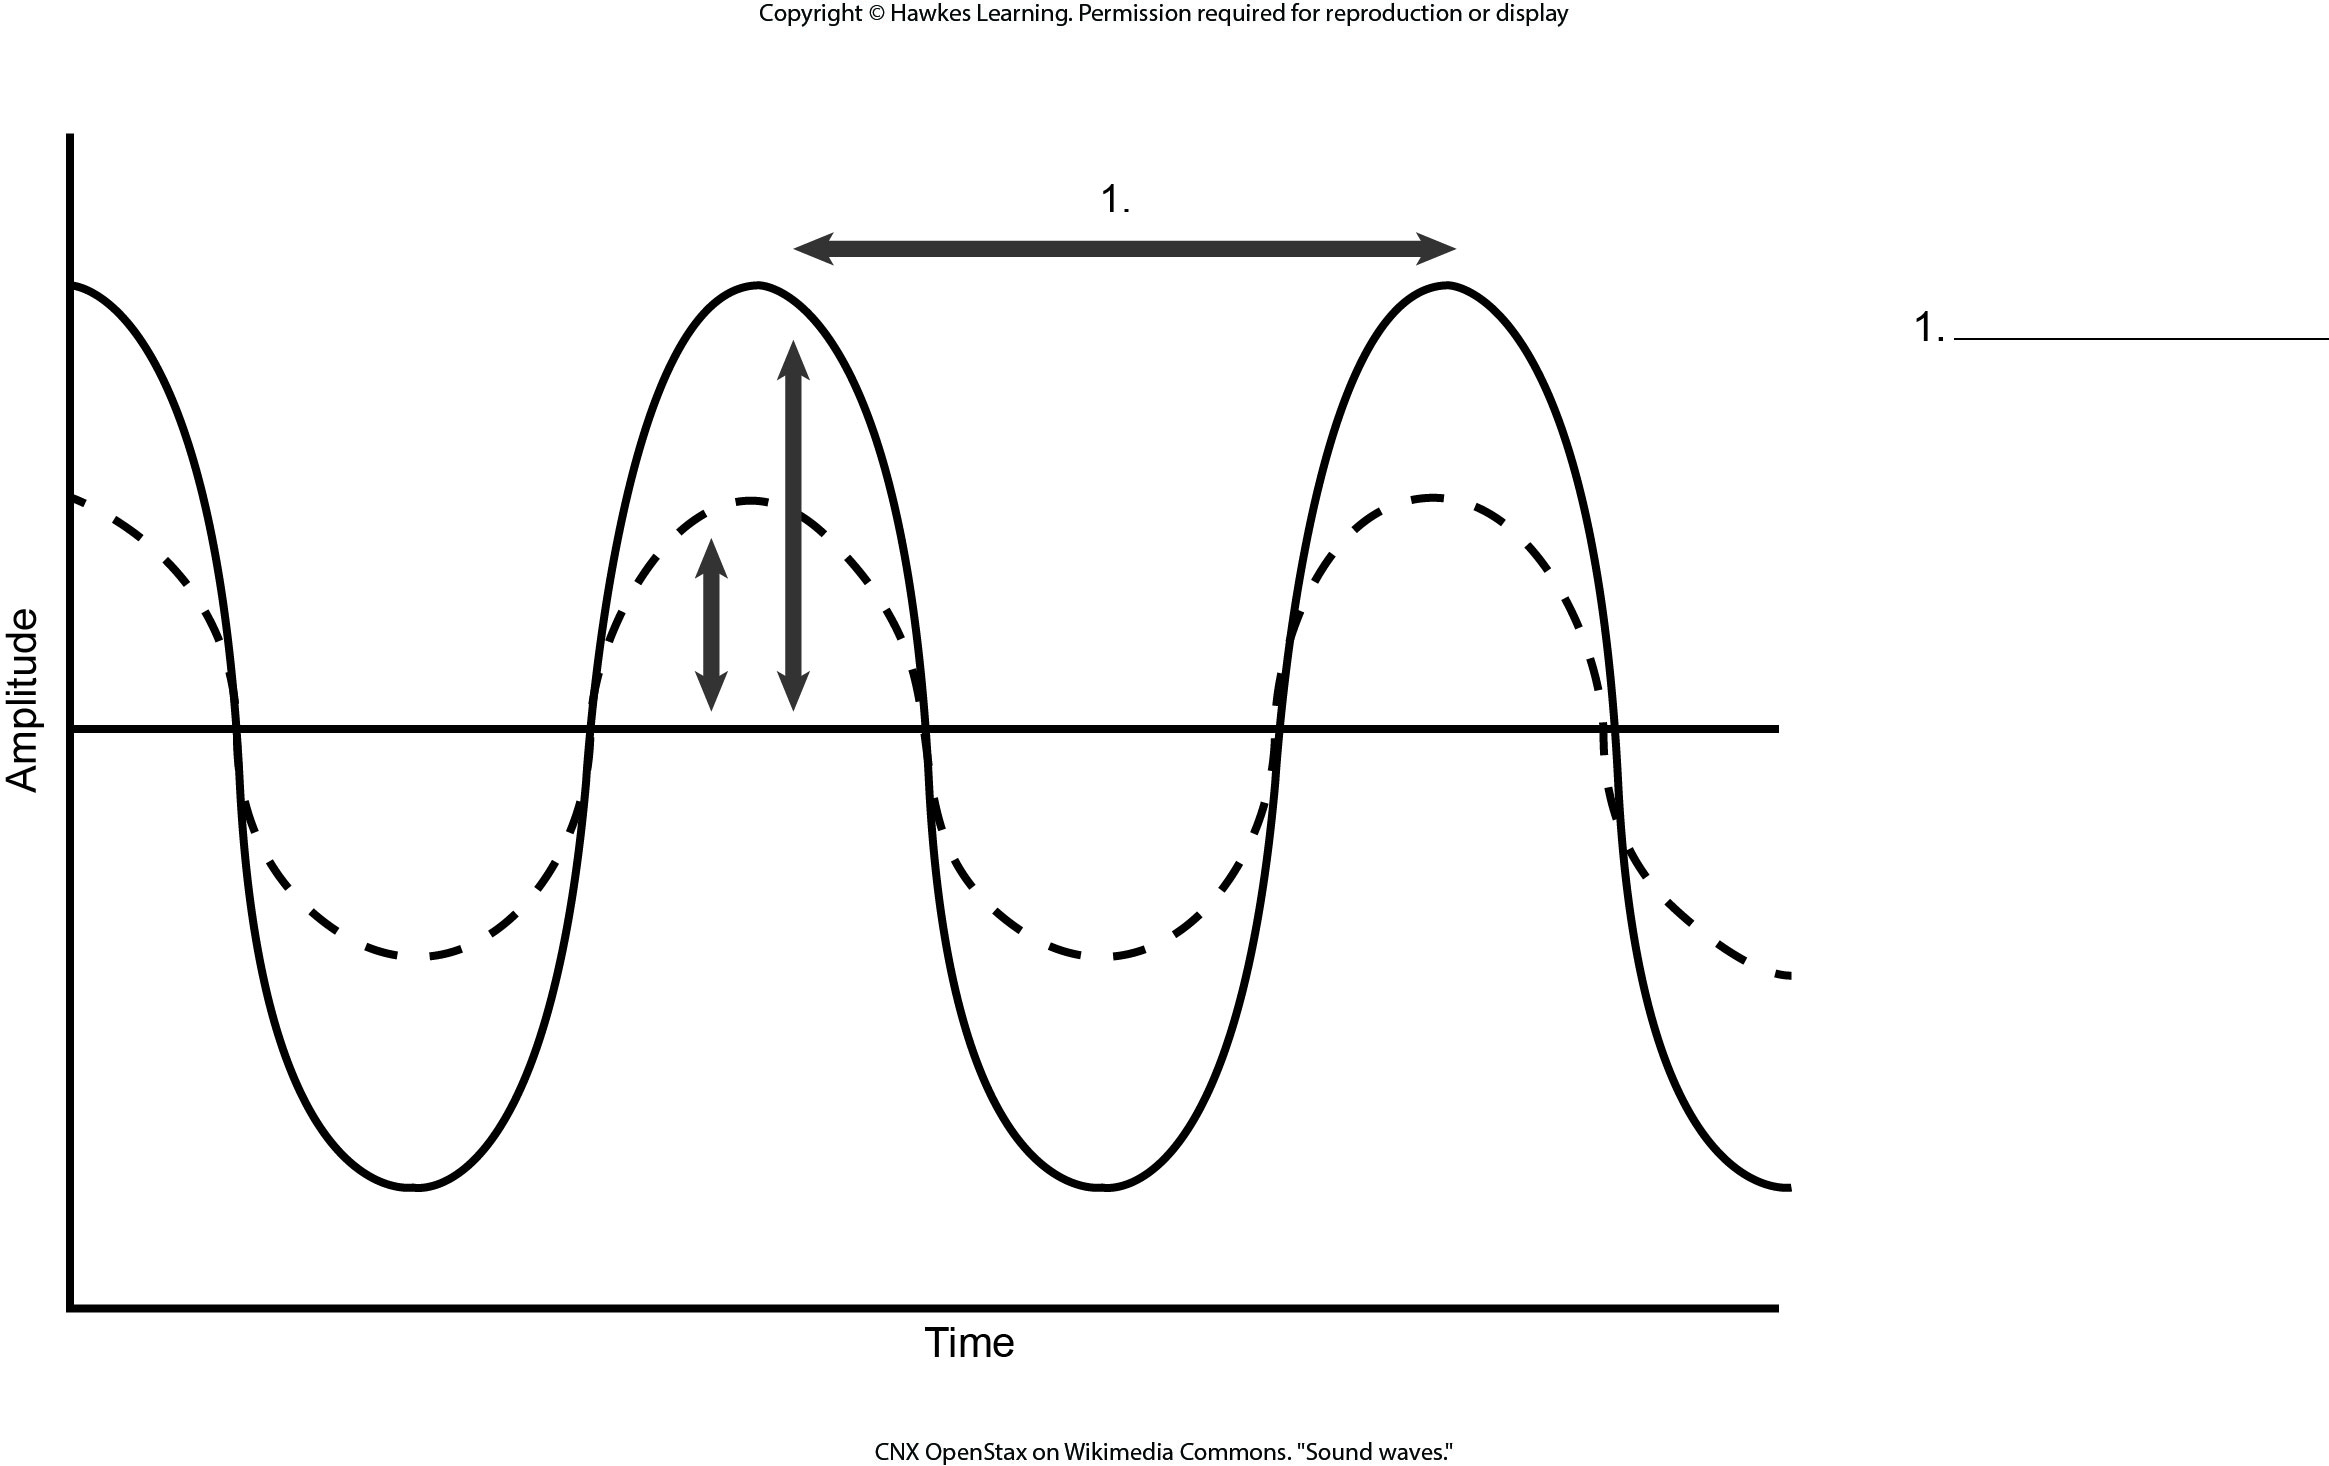 Copyright © Hawkes Learning. Permission required for reproduction or display
1.
1.
Amplitude
Time
CNX OpenStax on Wikimedia Commons. "Sound waves."